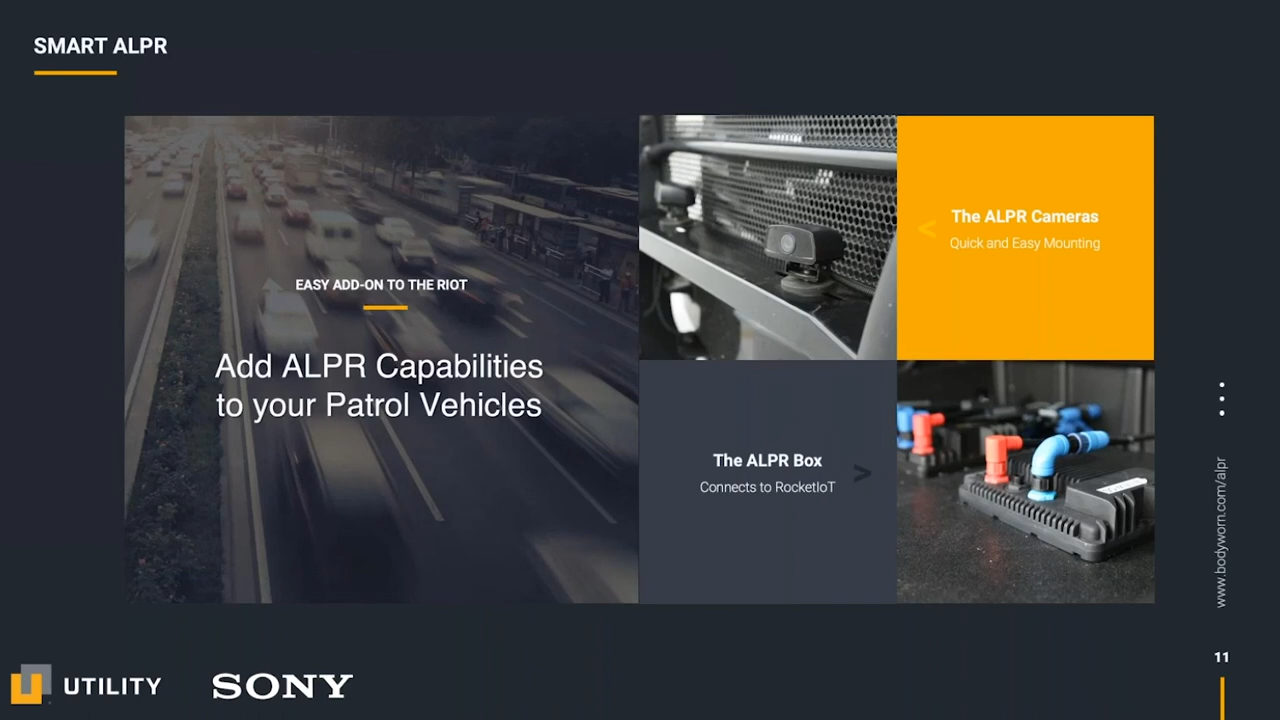 SMART ALPR
EASY ADD-ON TO THE RIOT
Add ALPR Capabilities
to your Patrol Vehicles
The ALPR Cameras
Quick and Easy Mounting
The ALPR Box
Connects to RocketIoT
www.bodyworn.com/alpr
11
UTILITY
SONY